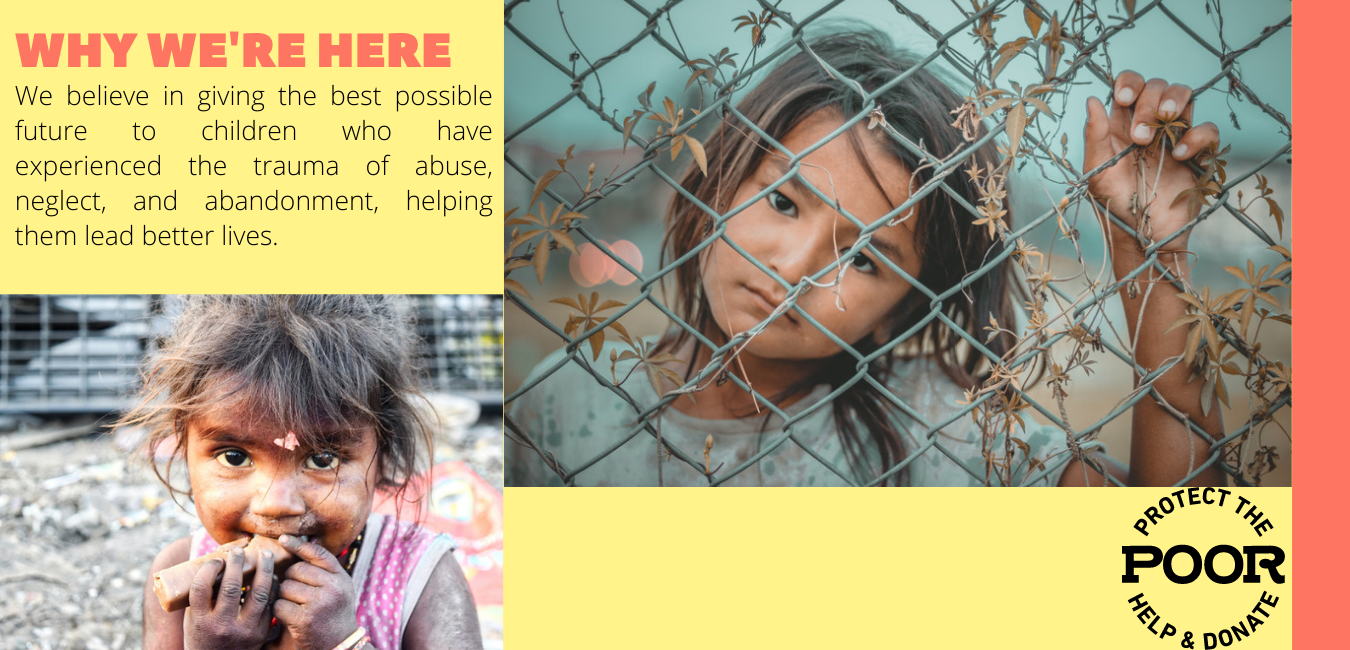 WHY WE'RE HERE
We believe in giving the best possible
future to children who have
experienced the trauma of abuse,
neglect, and abandonment, helping
them lead better lives.
PROTECT THE
POOR
HELP & DONATE